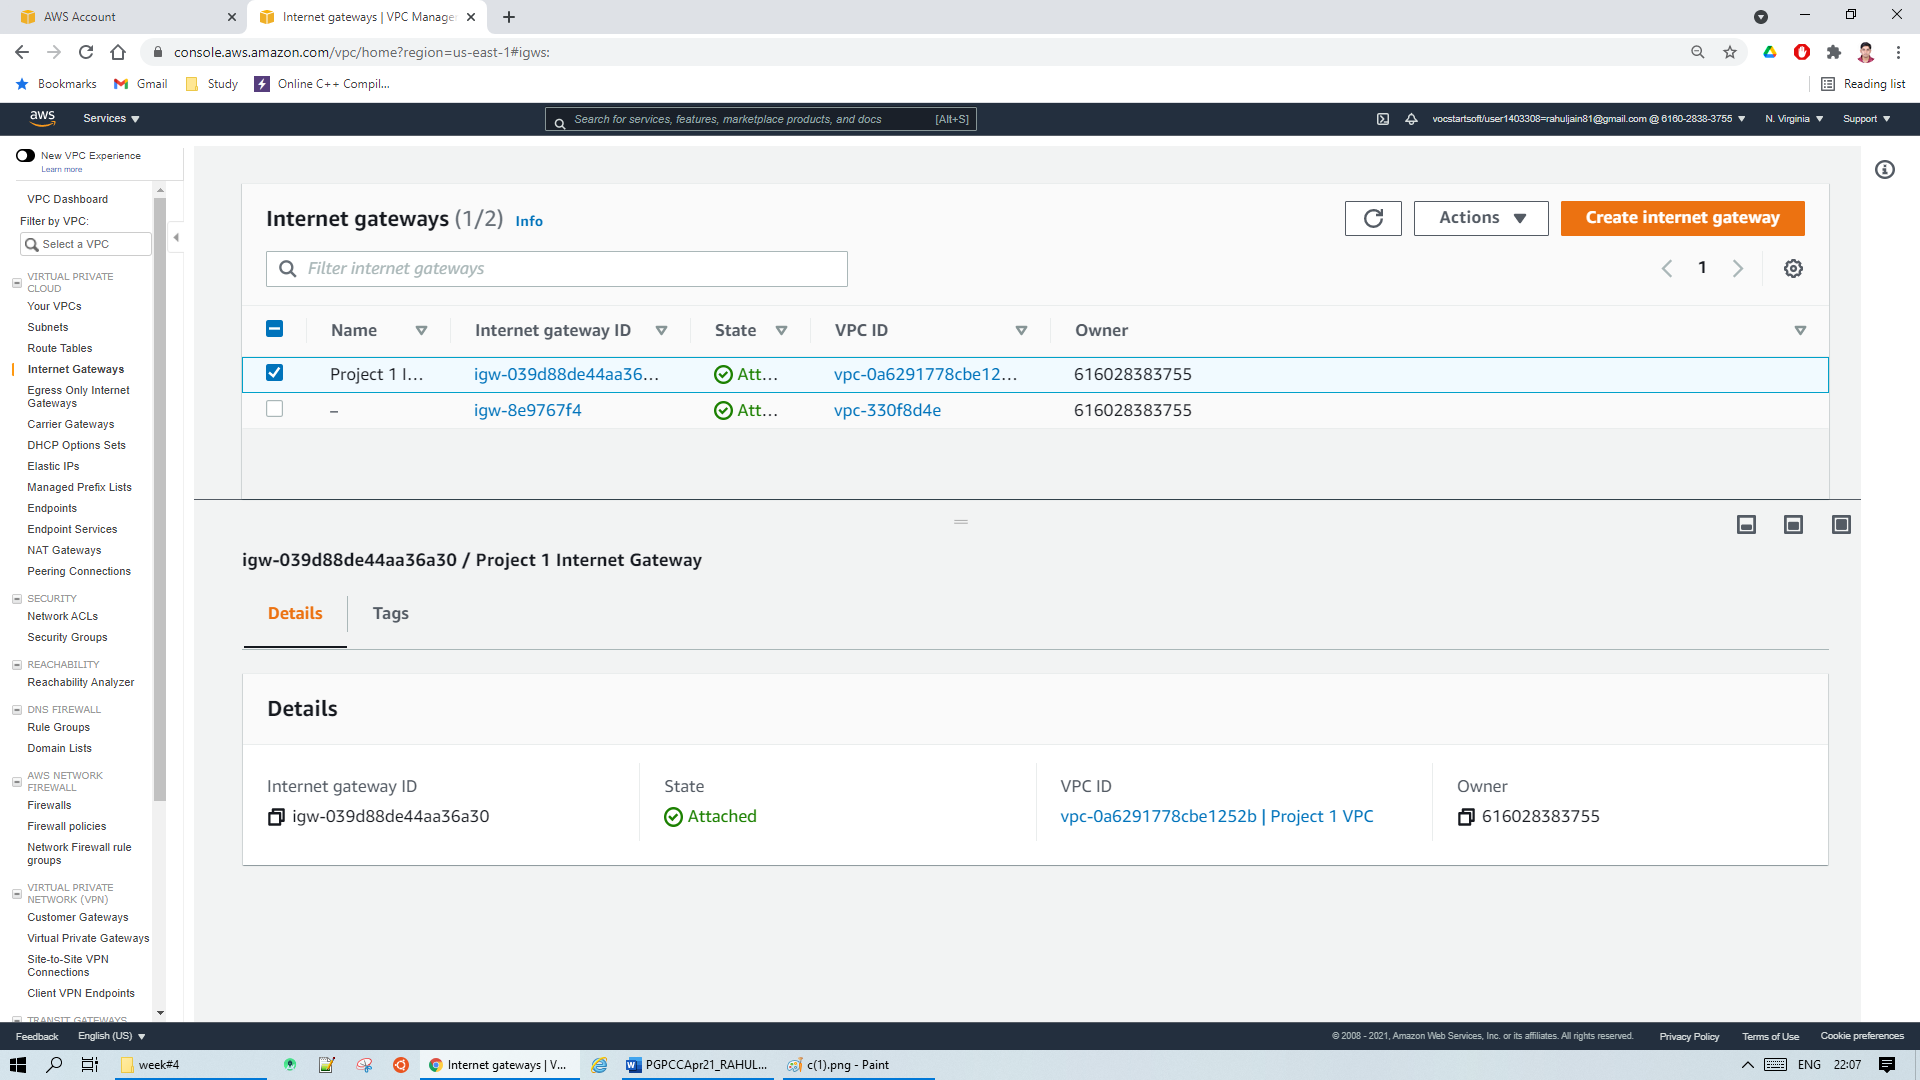 AWS Account
Internet gateways | VPC Manage
console.aws.amazon.com/vpc/home?region=us-east-1#igws:
Bookmarks
Gmail
Study
Online C++ Compil...
Reading list
aws
Services
Search for services, features, marketplace products, and docs
[Alt+S]
vocstartsoft/user1403308=rahuljain81@gmail.com @ 6160-2838-3755
N. Virginia
Support
New VPC Experience
Learn more
VPC Dashboard
Filter by VPC:
Select a VPC
VIRTUAL PRIVATE
CLOUD
Your VPCs
Subnets
Route Tables
Internet Gateways
Egress Only Internet
Gateways
Carrier Gateways
DHCP Options Sets
Elastic IPs
Managed Prefix Lists
Endpoints
Endpoint Services
NAT Gateways
Peering Connections
SECURITY
Network ACLs
Security Groups
REACHABILITY
Reachability Analyzer
DNS FIREWALL
Rule Groups
Domain Lists
AWS NETWORK
FIREWALL
Firewalls
Firewall policies
Network Firewall rule
groups
VIRTUAL PRIVATE
NETWORK (VPN)
Customer Gateways
Virtual Private Gateways
Site-to-Site VPN
Connections
Client VPN Endpoints
TRANSIT GATEWAYS
Internet gateways (1/2) Info
Actions
Create internet gateway
Filter internet gateways
1
Name Internet gateway ID State VPC ID Owner
Project 1 I... igw-039d88de44aa36... Att... vpc-0a6291778cbe12... 616028383755
– igw-8e9767f4 Att... vpc-330f8d4e 616028383755
igw-039d88de44aa36a30 / Project 1 Internet Gateway
Details
Tags
Details
Internet gateway ID
igw-039d88de44aa36a30
State
Attached
VPC ID
vpc-0a6291778cbe1252b | Project 1 VPC
Owner
616028383755
Feedback
English (US)
© 2008 - 2021, Amazon Web Services, Inc. or its affiliates. All rights reserved.
Privacy Policy
Terms of Use
Cookie preferences
week#4
Internet gateways | V...
PGPCCApr21_RAHUL...
c(1).png - Paint
ENG
22:07